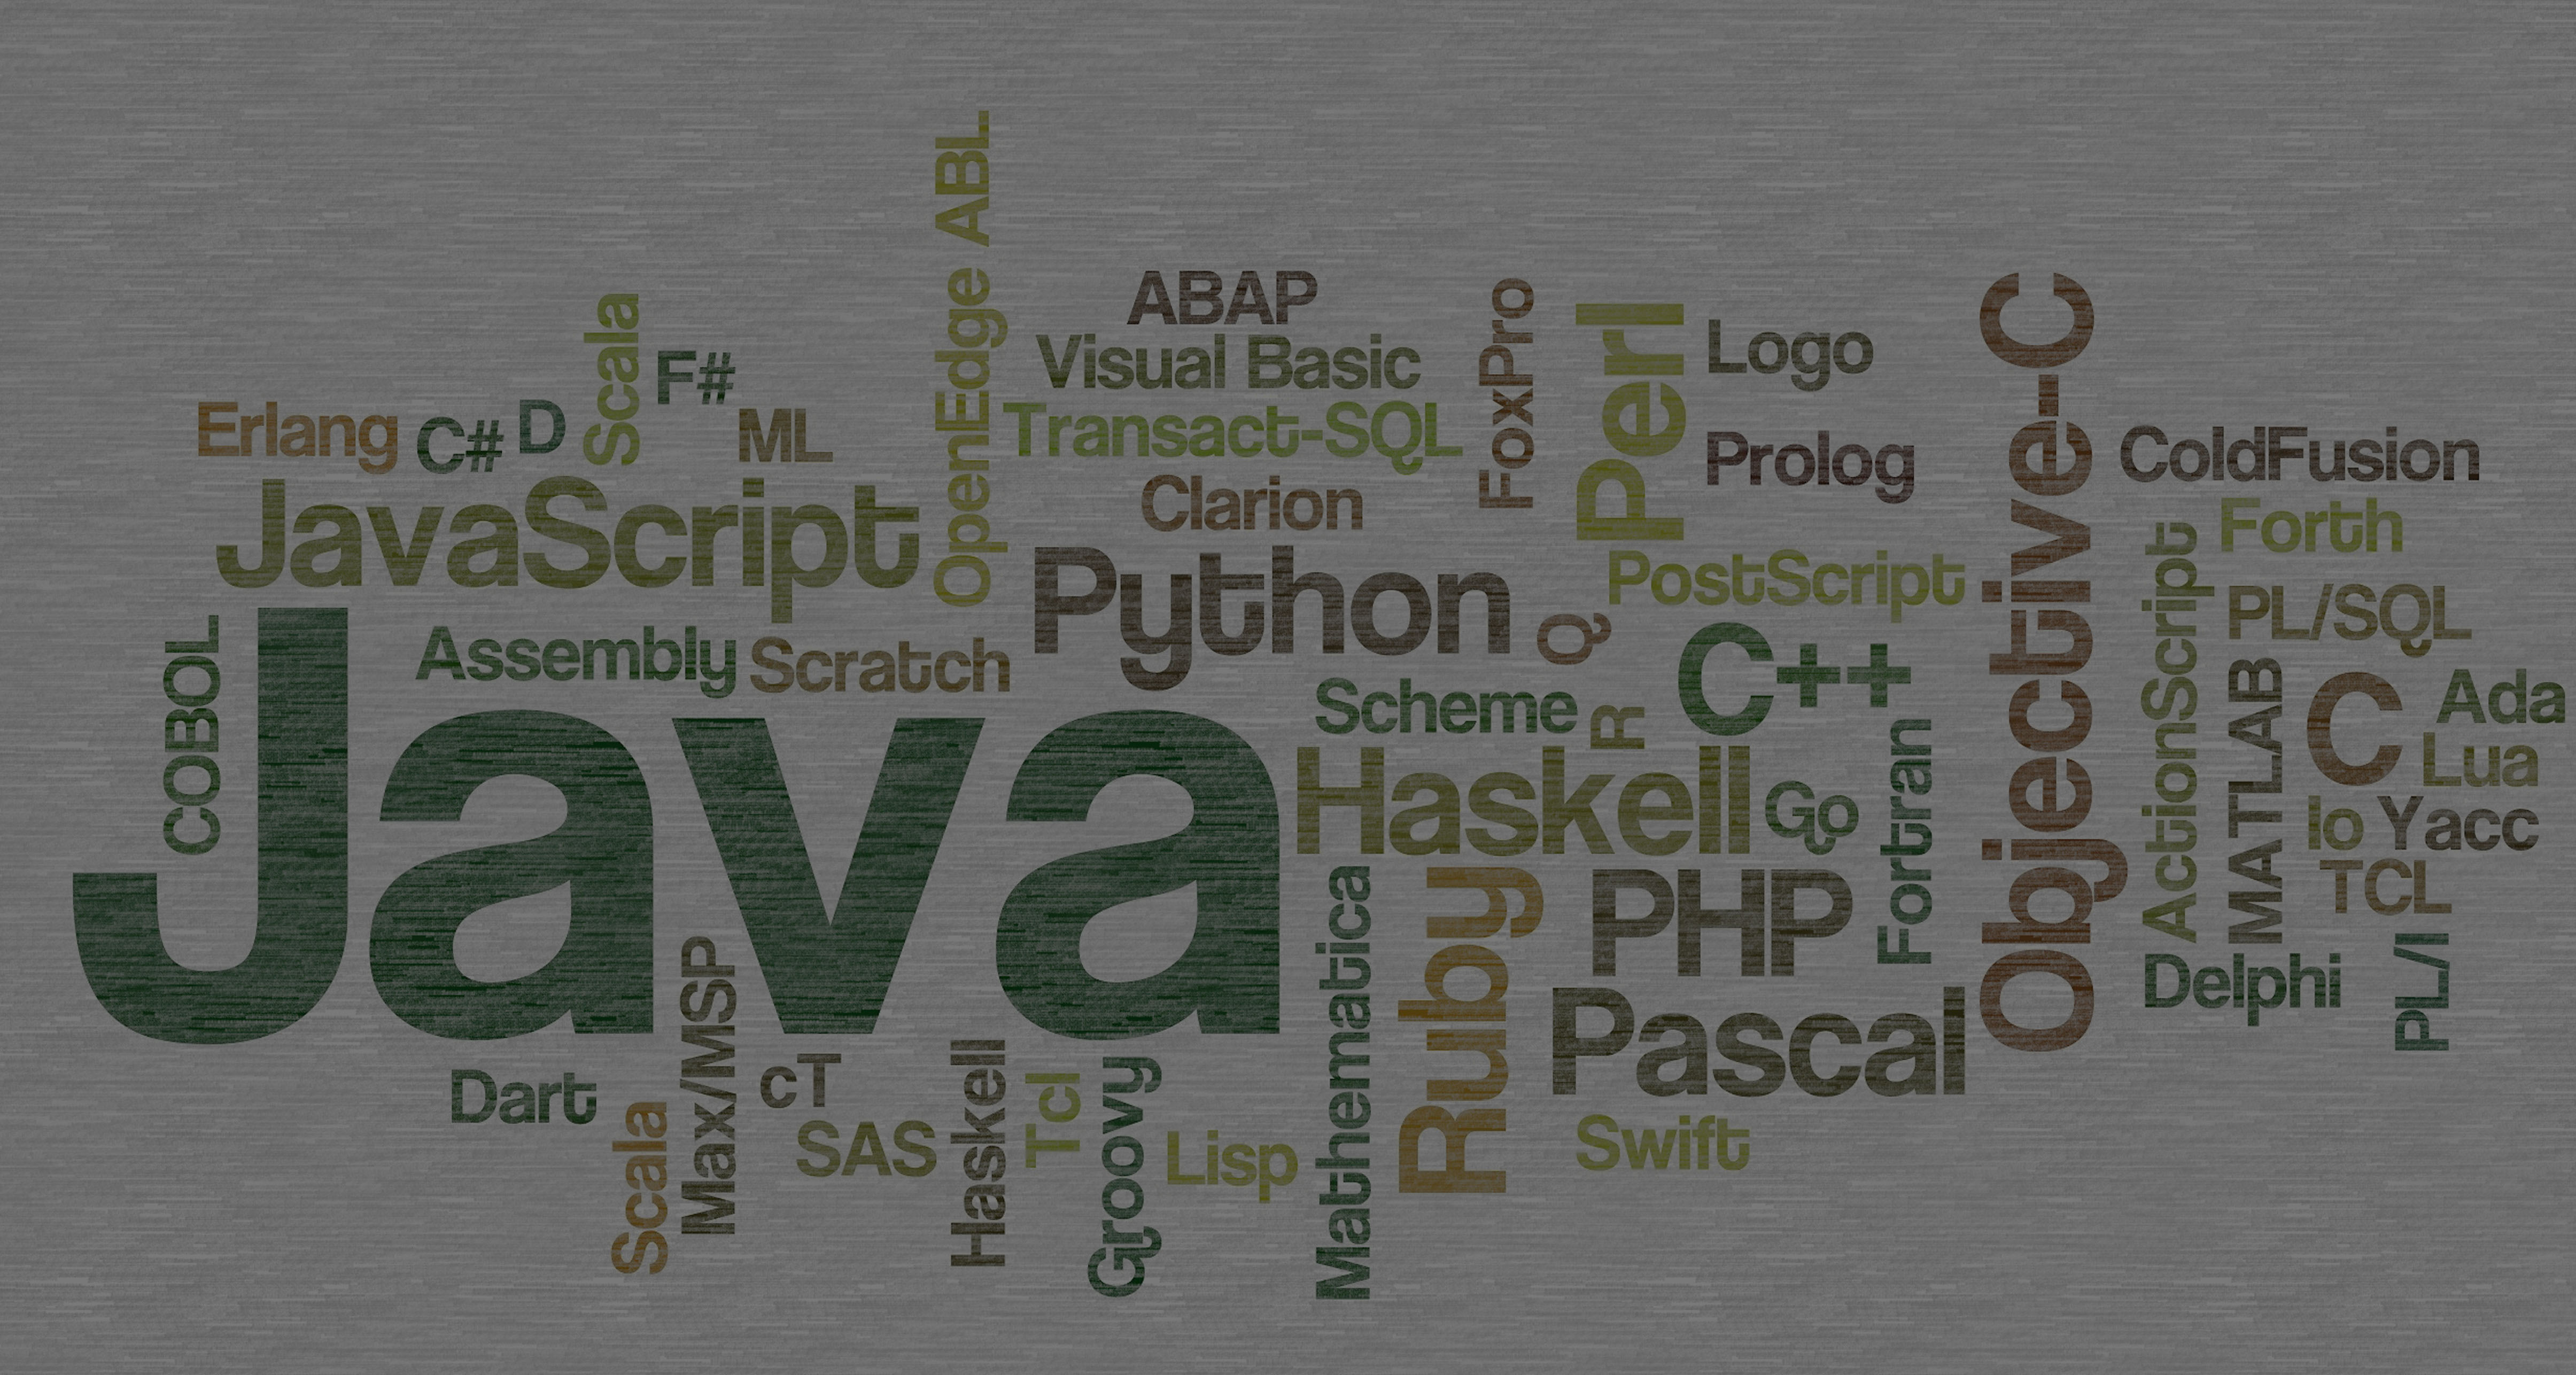 OpenEdge ABL
ABAP
Objective-C
FoxPro
Scala
Perl
Logo
Visual Basic
F#
Erlang
C#
D
ML
Transact-SQL
Prolog
ColdFusion
JavaScript
Clarion
Forth
ActionScript
Python
PostScript
PL/SQL
COBOL
Java
Assembly
Scratch
Q
C++
Scheme
R
MATLAB
C
Ada
Lua
Haskell
Go
Fortran
Io
Yacc
TCL
Mathematica
Ruby
PHP
PL/I
Max/MSP
Delphi
Pascal
Dart
cT
Haskell
Tcl
Groovy
Scala
SAS
Lisp
Swift